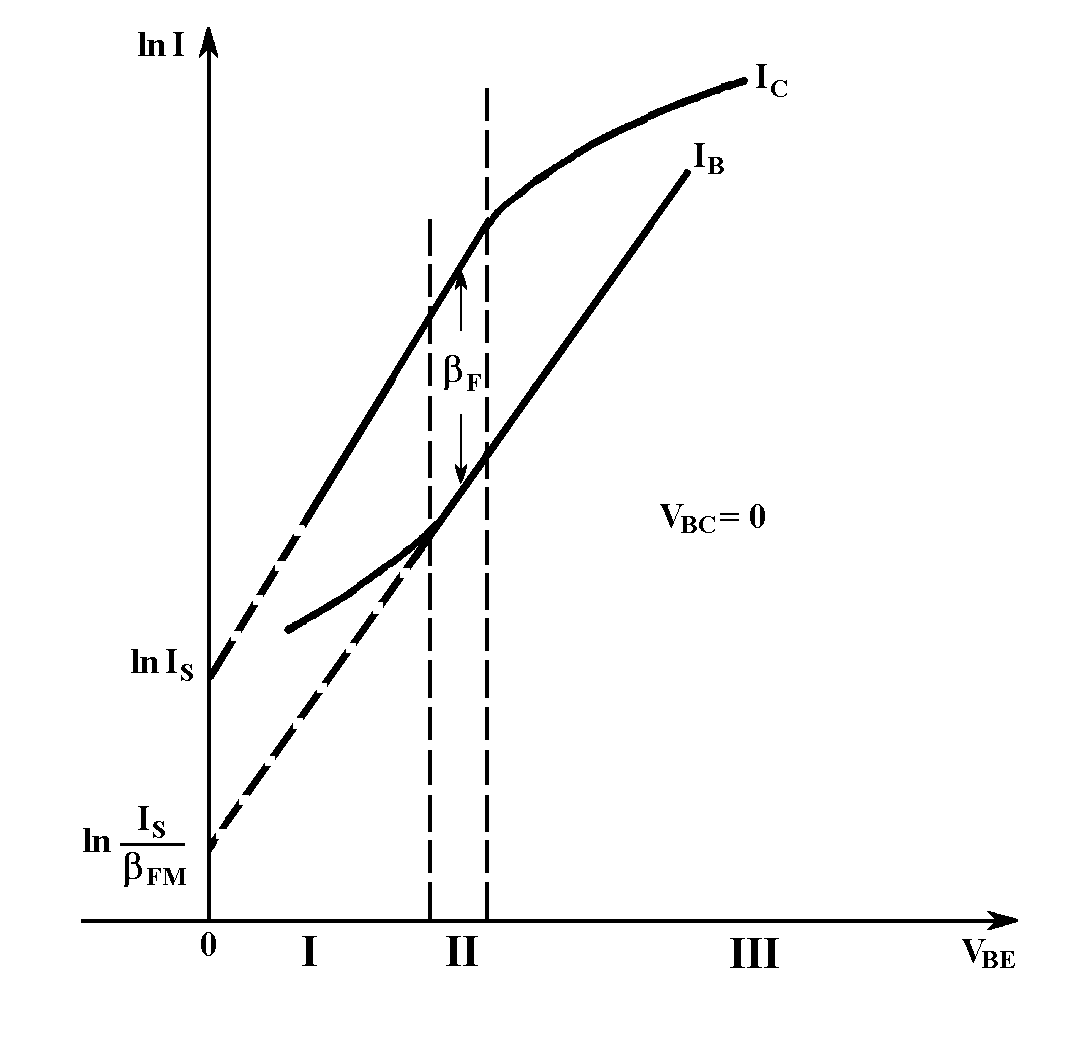 ln I
I_C
I_B
β_F
V_BC = 0
ln I_S
ln I_S/β_FM
0
I
II
III
V_BE